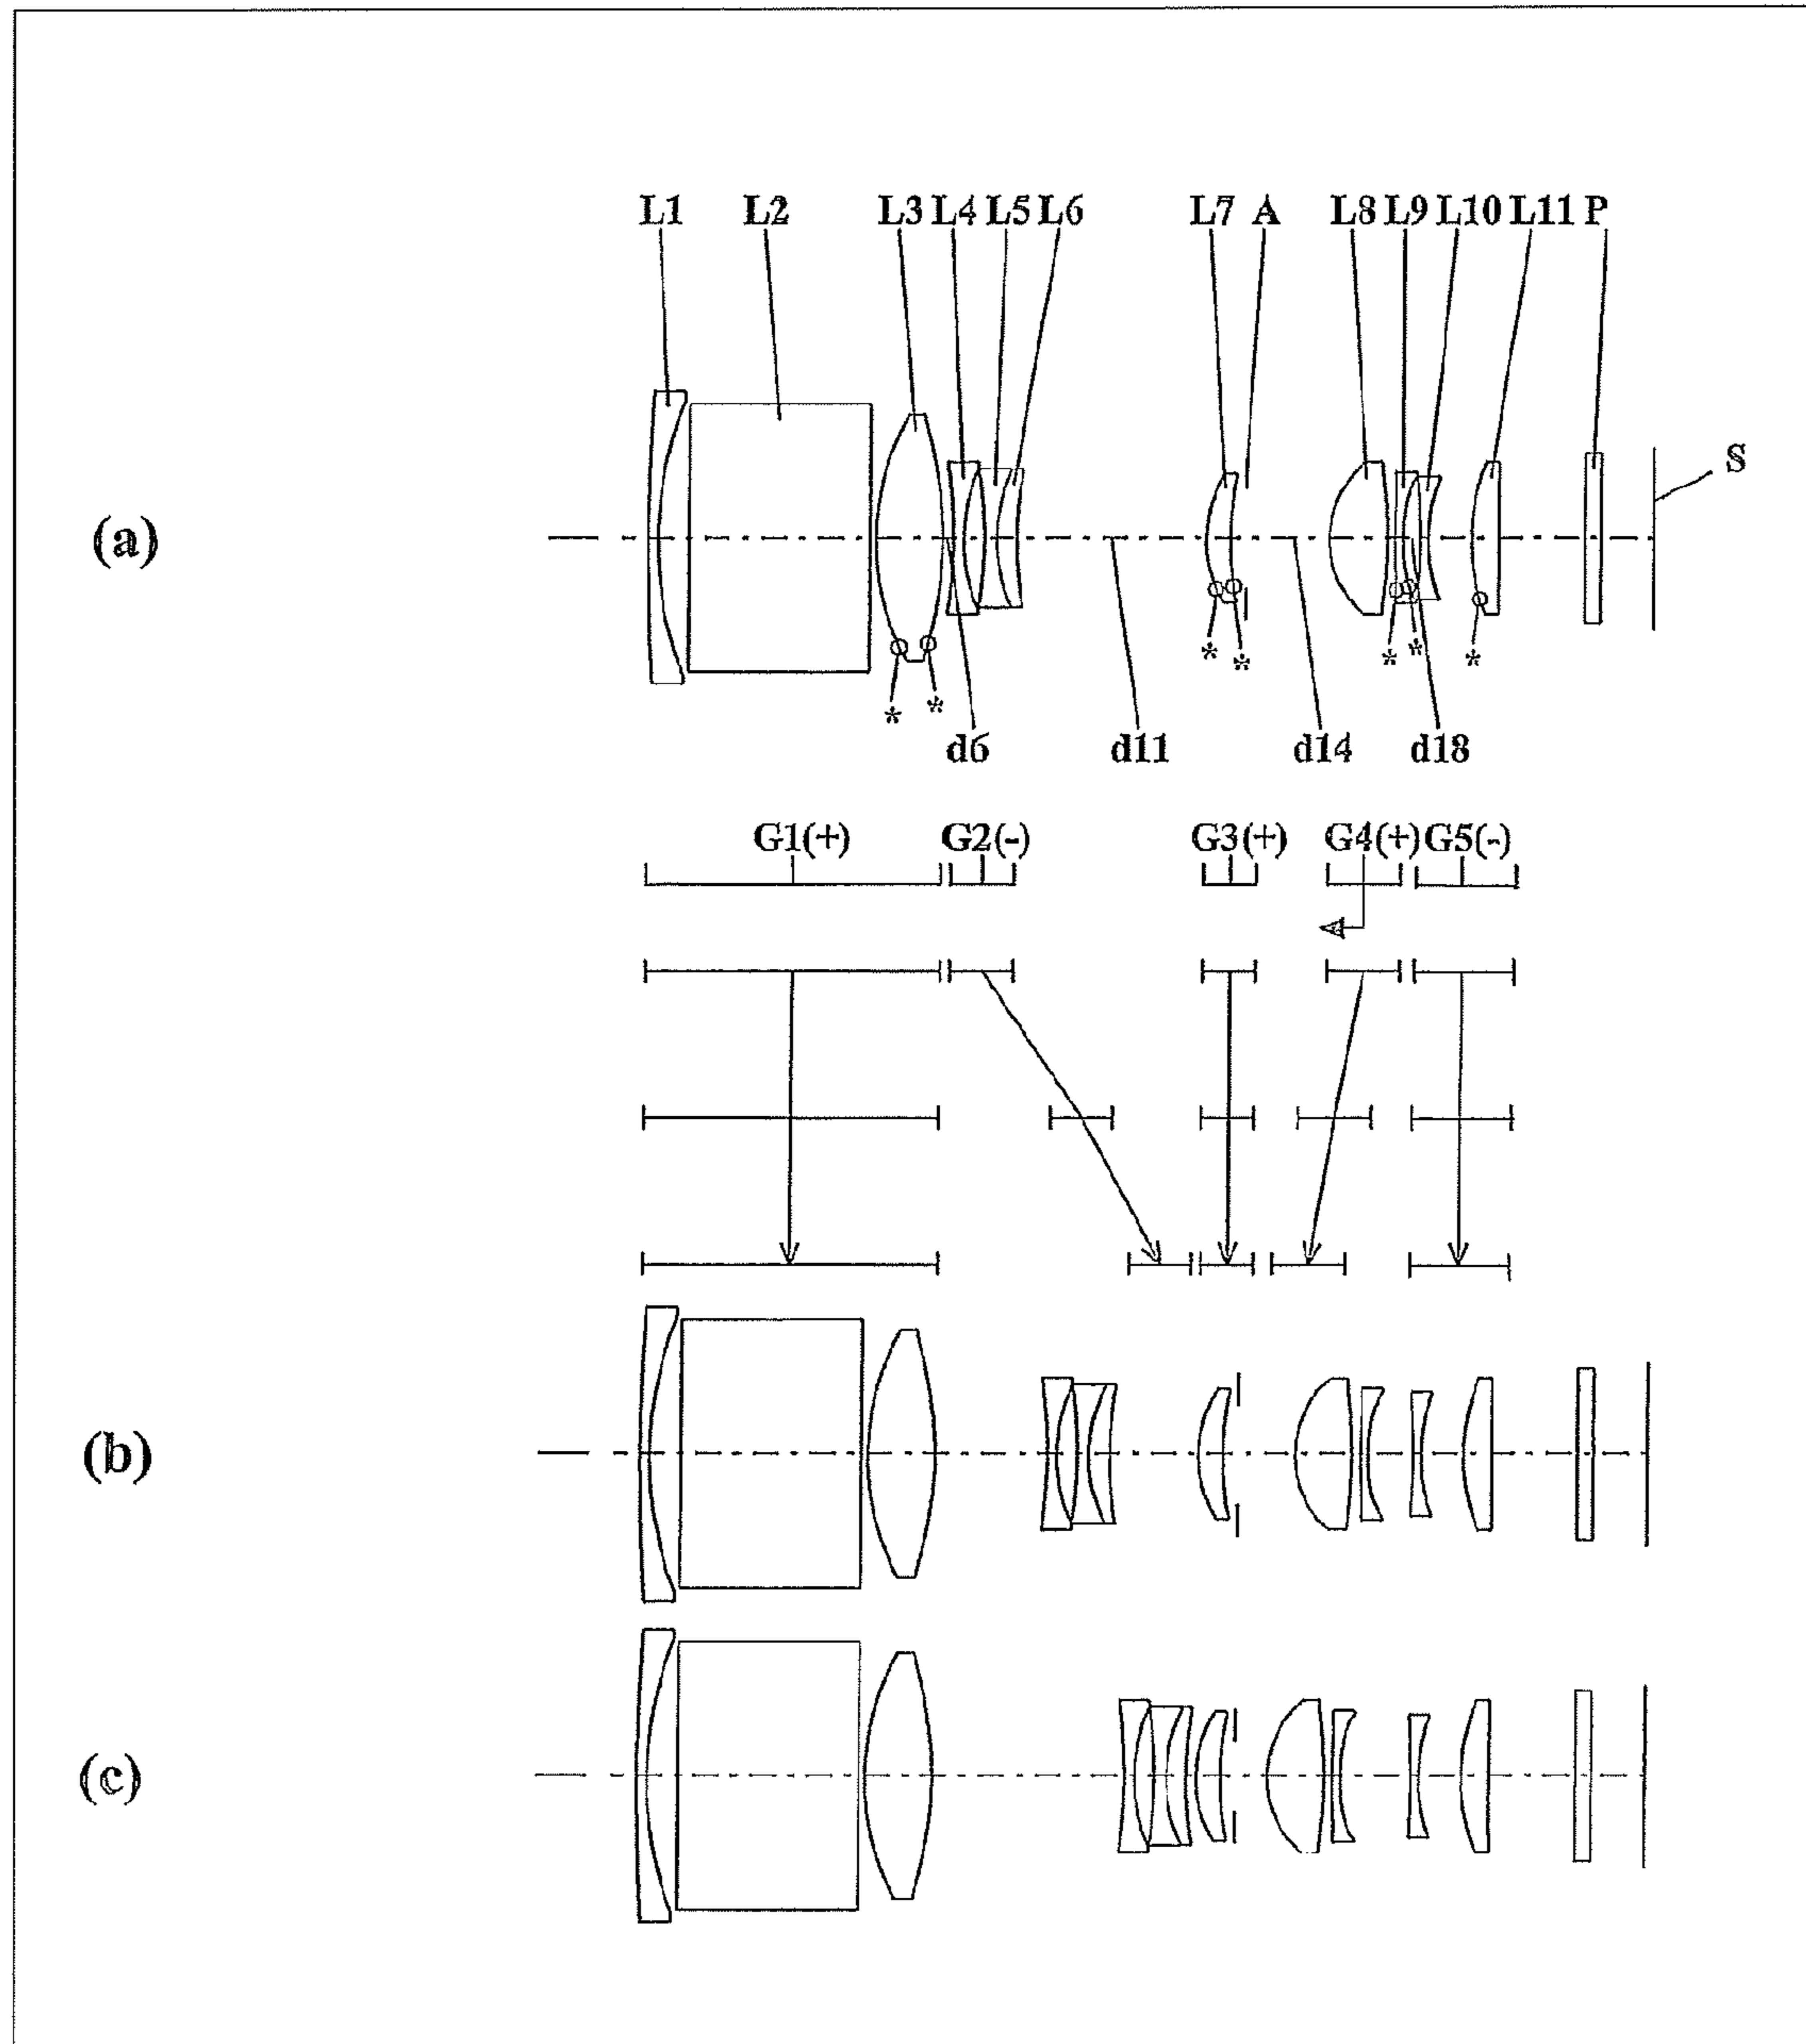 L1 L2 L3 L4 L5 L6 L7 A L8 L9 L10 L11 P
S
(a)
* * * * * * *
d6 d11 d14 d18
G1(+) G2(-) G3(+) G4(+) G5(-)
(b)
(c)